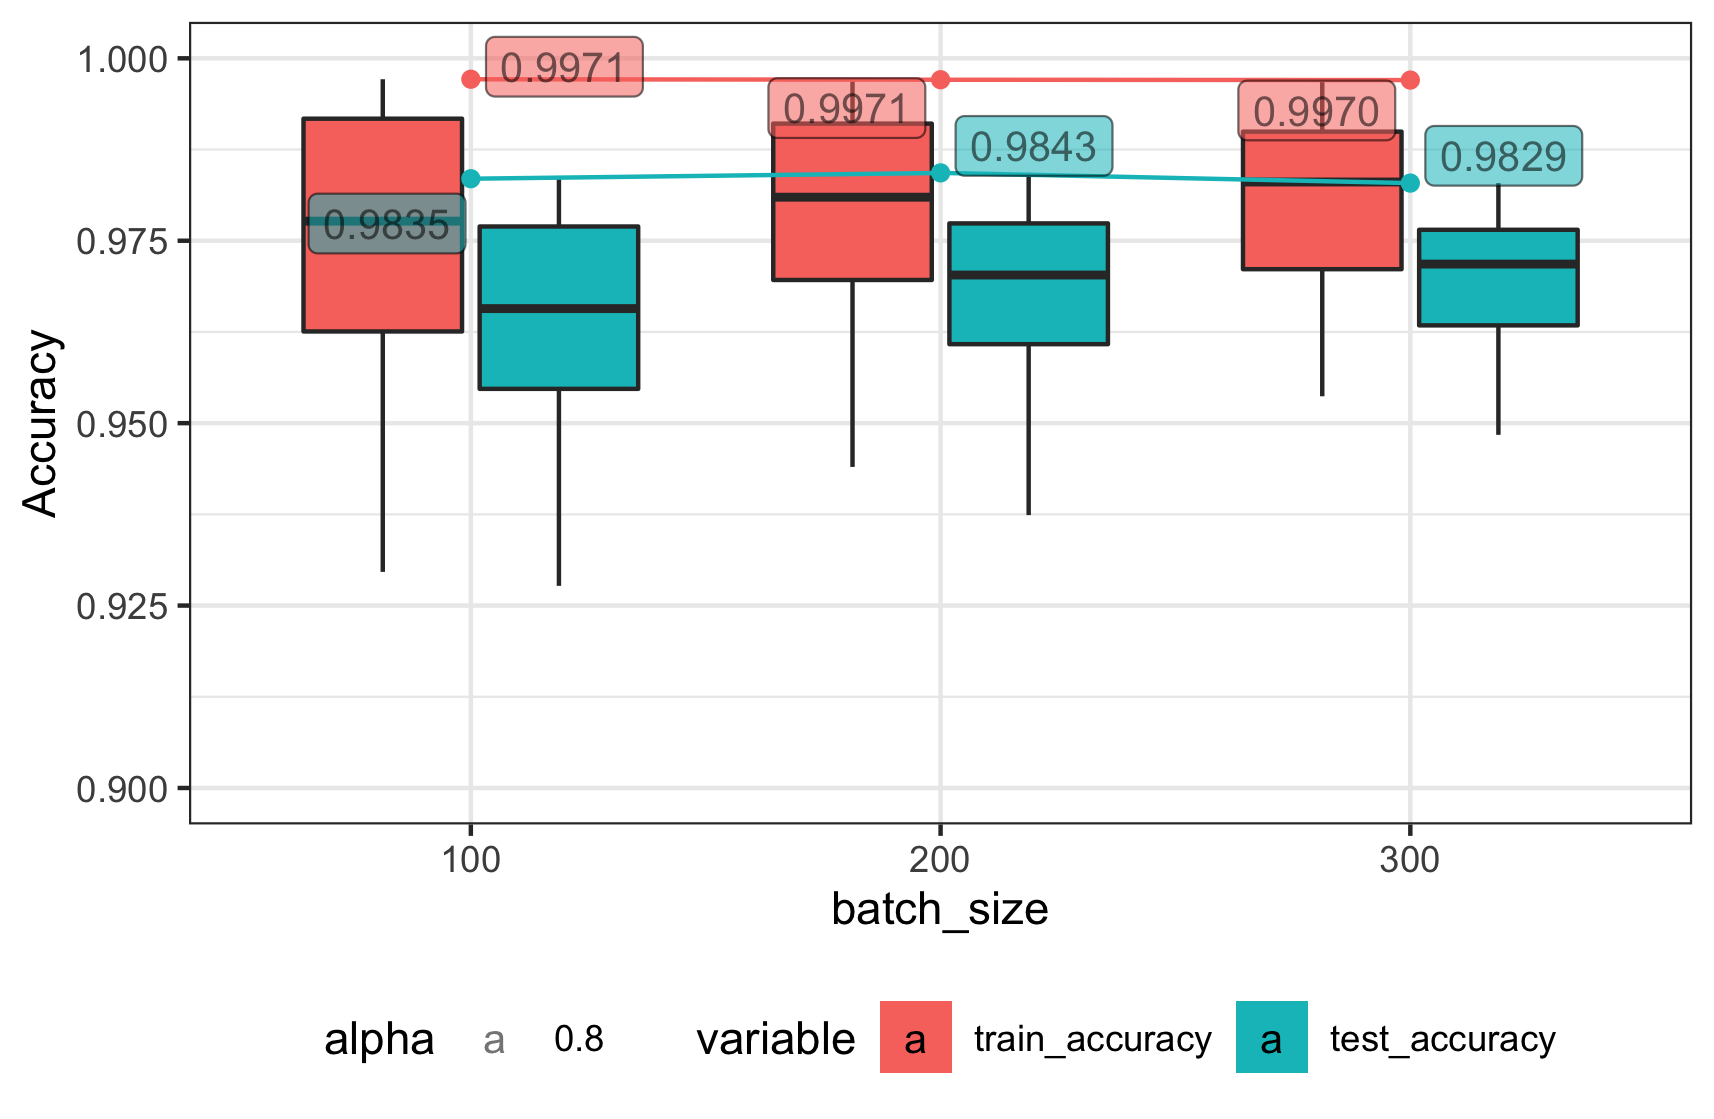 1.000
0.975
0.950
0.925
0.900
Accuracy
0.9971
0.9971
0.9970
0.9835
0.9843
0.9829
100 200 300
batch_size
alpha a 0.8 variable a train_accuracy a test_accuracy